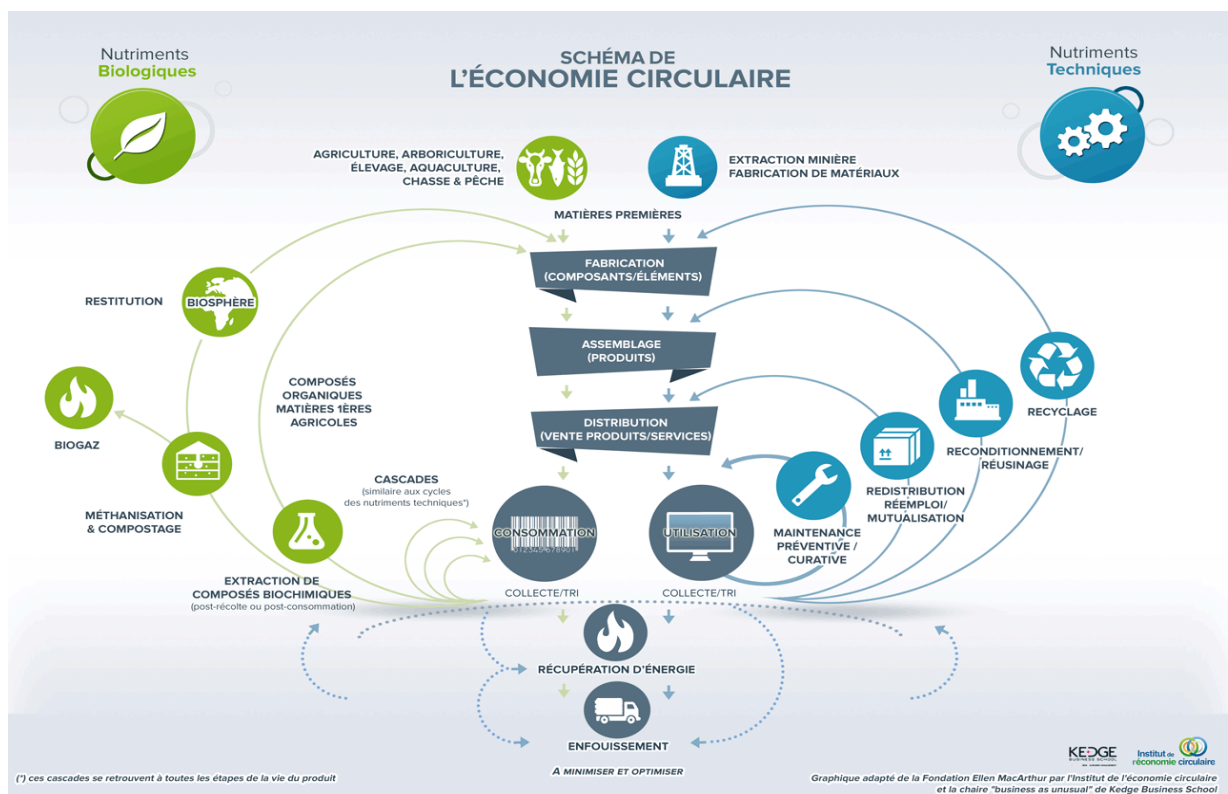 Nutriments
Biologiques
SCHÉMA DE
L'ÉCONOMIE CIRCULAIRE
Nutriments
Techniques
AGRICULTURE, ARBORICULTURE,
ÉLEVAGE, AQUACULTURE,
CHASSE & PÊCHE
EXTRACTION MINIÈRE
FABRICATION DE MATÉRIAUX
MATIÈRES PREMIÈRES
FABRICATION
(COMPOSANTS/ÉLÉMENTS)
RESTITUTION
BIOSPHÈRE
ASSEMBLAGE
(PRODUITS)
COMPOSÉS
ORGANIQUES
MATIÈRES 1ÈRES
AGRICOLES
RECYCLAGE
BIOGAZ
DISTRIBUTION
(VENTE PRODUITS/SERVICES)
RECONDITIONNEMENT/
RÉUSINAGE
CASCADES
(similaire aux cycles
des nutriments techniques*)
REDISTRIBUTION
RÉEMPLOI/
MUTUALISATION
MÉTHANISATION
& COMPOSTAGE
CONSOMMATION
012345678901
UTILISATION
MAINTENANCE
PRÉVENTIVE /
CURATIVE
EXTRACTION DE
COMPOSÉS BIOCHIMIQUES
(post-récolte ou post-consommation)
COLLECTE/TRI
COLLECTE/TRI
RÉCUPÉRATION D'ÉNERGIE
ENFOUISSEMENT
A MINIMISER ET OPTIMISER
KEDGE
BUSINESS SCHOOL
Institut de
l'économie circulaire
(*) ces cascades se retrouvent à toutes les étapes de la vie du produit
Graphique adapté de la Fondation Ellen MacArthur par l'Institut de l'économie circulaire
et la chaire "business as unusual" de Kedge Business School